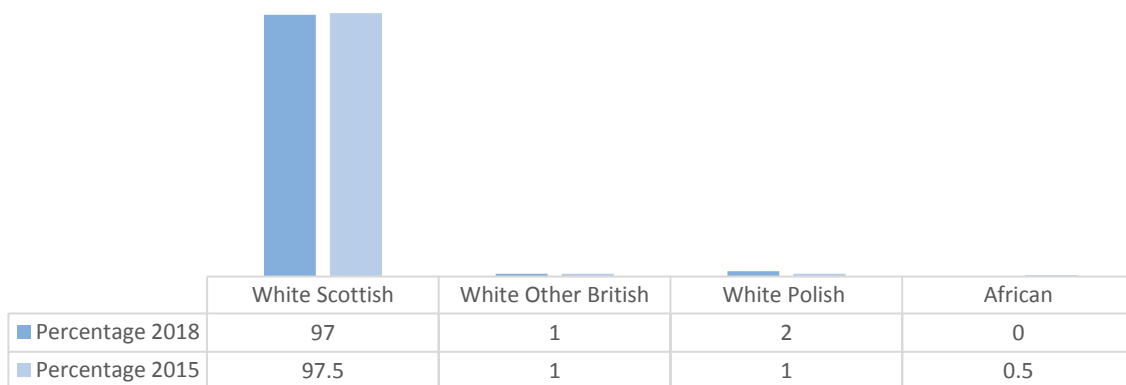 White Scottish White Other British White Polish African
Percentage 2018 97 1 2 0
Percentage 2015 97.5 1 1 0.5